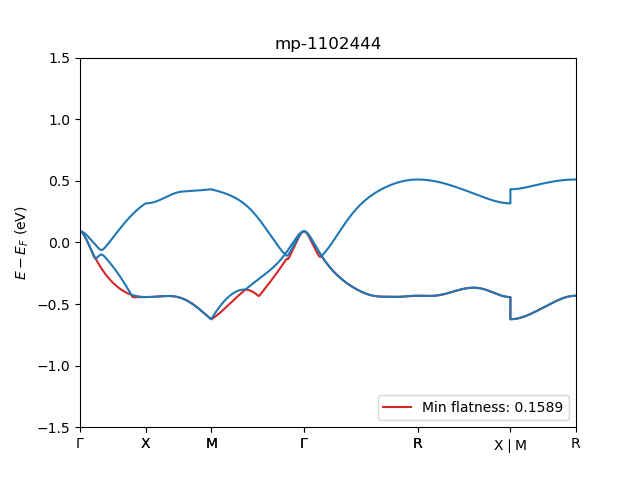 mp-1102444
1.5
1.0
0.5
0.0
−0.5
−1.0
−1.5
E − E_F (eV)
Min flatness: 0.1589
Γ X M Γ R X | M R